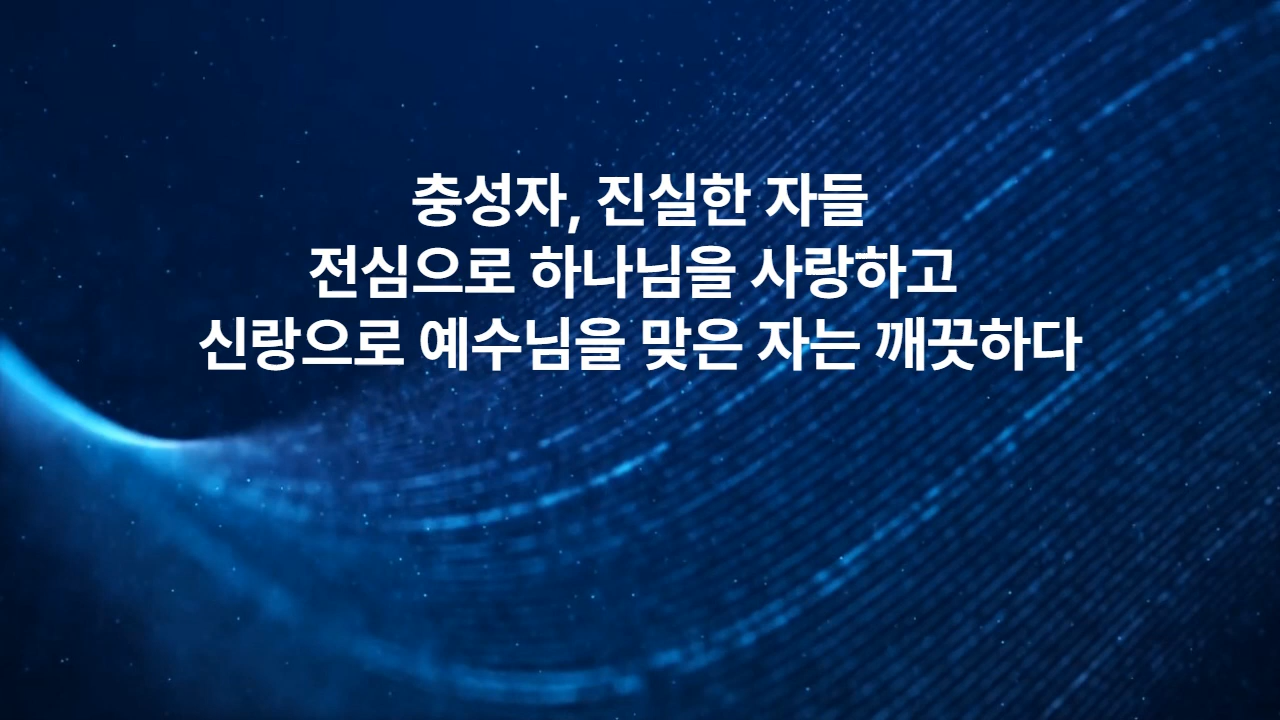 충성자, 진실한 자들
전심으로 하나님을 사랑하고
신랑으로 예수님을 맞은 자는 깨끗하다